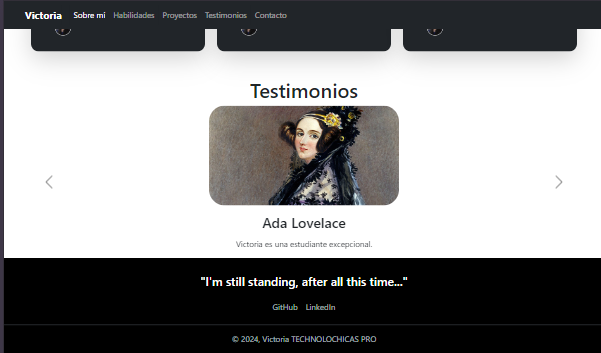 Victoria Sobre mí Habilidades Proyectos Testimonios Contacto
Testimonios
Ada Lovelace
Victoria es una estudiante excepcional.
"I'm still standing, after all this time..."
GitHub LinkedIn
© 2024, Victoria TECHNOLOCHICAS PRO